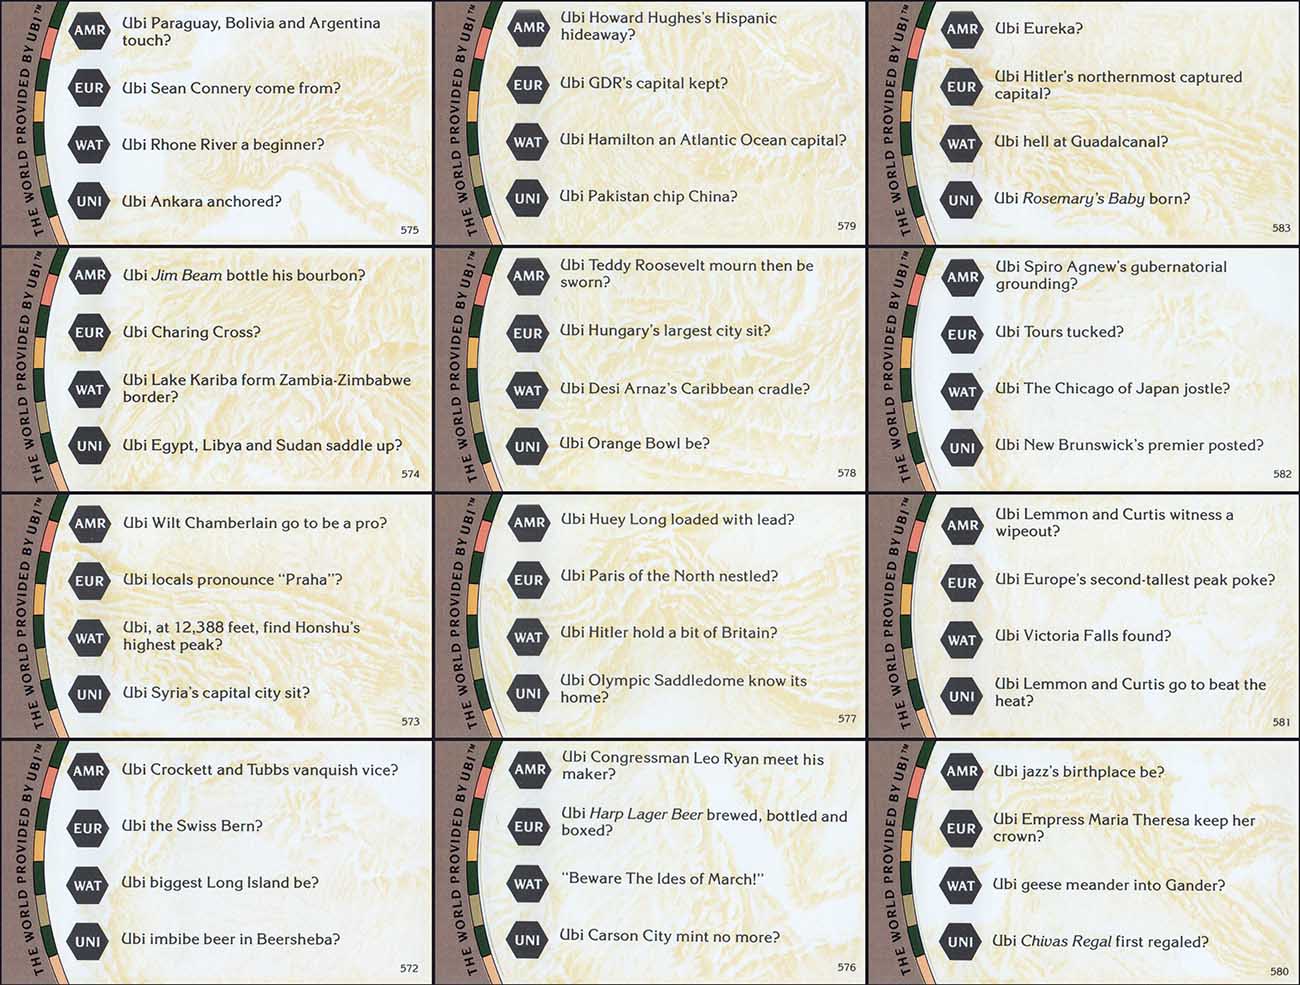 THE WORLD PROVIDED BY UBI™
AMR
Ubi Paraguay, Bolivia and Argentina
touch?
EUR
Ubi Sean Connery come from?
WAT
Ubi Rhone River a beginner?
UNI
Ubi Ankara anchored?
575
THE WORLD PROVIDED BY UBI™
AMR
Ubi Howard Hughes's Hispanic
hideaway?
EUR
Ubi GDR's capital kept?
WAT
Ubi Hamilton an Atlantic Ocean capital?
UNI
Ubi Pakistan chip China?
579
THE WORLD PROVIDED BY UBI™
AMR
Ubi Eureka?
EUR
Ubi Hitler's northernmost captured
capital?
WAT
Ubi hell at Guadalcanal?
UNI
Ubi Rosemary's Baby born?
583
THE WORLD PROVIDED BY UBI™
AMR
Ubi Jim Beam bottle his bourbon?
EUR
Ubi Charing Cross?
WAT
Ubi Lake Kariba form Zambia-Zimbabwe
border?
UNI
Ubi Egypt, Libya and Sudan saddle up?
574
THE WORLD PROVIDED BY UBI™
AMR
Ubi Teddy Roosevelt mourn then be
sworn?
EUR
Ubi Hungary's largest city sit?
WAT
Ubi Desi Arnaz's Caribbean cradle?
UNI
Ubi Orange Bowl be?
578
THE WORLD PROVIDED BY UBI™
AMR
Ubi Spiro Agnew's gubernatorial
grounding?
EUR
Ubi Tours tucked?
WAT
Ubi The Chicago of Japan jostle?
UNI
Ubi New Brunswick's premier posted?
582
THE WORLD PROVIDED BY UBI™
AMR
Ubi Wilt Chamberlain go to be a pro?
EUR
Ubi locals pronounce "Praha"?
WAT
Ubi, at 12,388 feet, find Honshu's
highest peak?
UNI
Ubi Syria's capital city sit?
573
THE WORLD PROVIDED BY UBI™
AMR
Ubi Huey Long loaded with lead?
EUR
Ubi Paris of the North nestled?
WAT
Ubi Hitler hold a bit of Britain?
UNI
Ubi Olympic Saddledome know its
home?
577
THE WORLD PROVIDED BY UBI™
AMR
Ubi Lemmon and Curtis witness a
wipeout?
EUR
Ubi Europe's second-tallest peak poke?
WAT
Ubi Victoria Falls found?
UNI
Ubi Lemmon and Curtis go to beat the
heat?
581
THE WORLD PROVIDED BY UBI™
AMR
Ubi Crockett and Tubbs vanquish vice?
EUR
Ubi the Swiss Bern?
WAT
Ubi biggest Long Island be?
UNI
Ubi imbibe beer in Beersheba?
572
THE WORLD PROVIDED BY UBI™
AMR
Ubi Congressman Leo Ryan meet his
maker?
EUR
Ubi Harp Lager Beer brewed, bottled and
boxed?
WAT
"Beware The Ides of March!"
UNI
Ubi Carson City mint no more?
576
THE WORLD PROVIDED BY UBI™
AMR
Ubi jazz's birthplace be?
EUR
Ubi Empress Maria Theresa keep her
crown?
WAT
Ubi geese meander into Gander?
UNI
Ubi Chivas Regal first regaled?
580